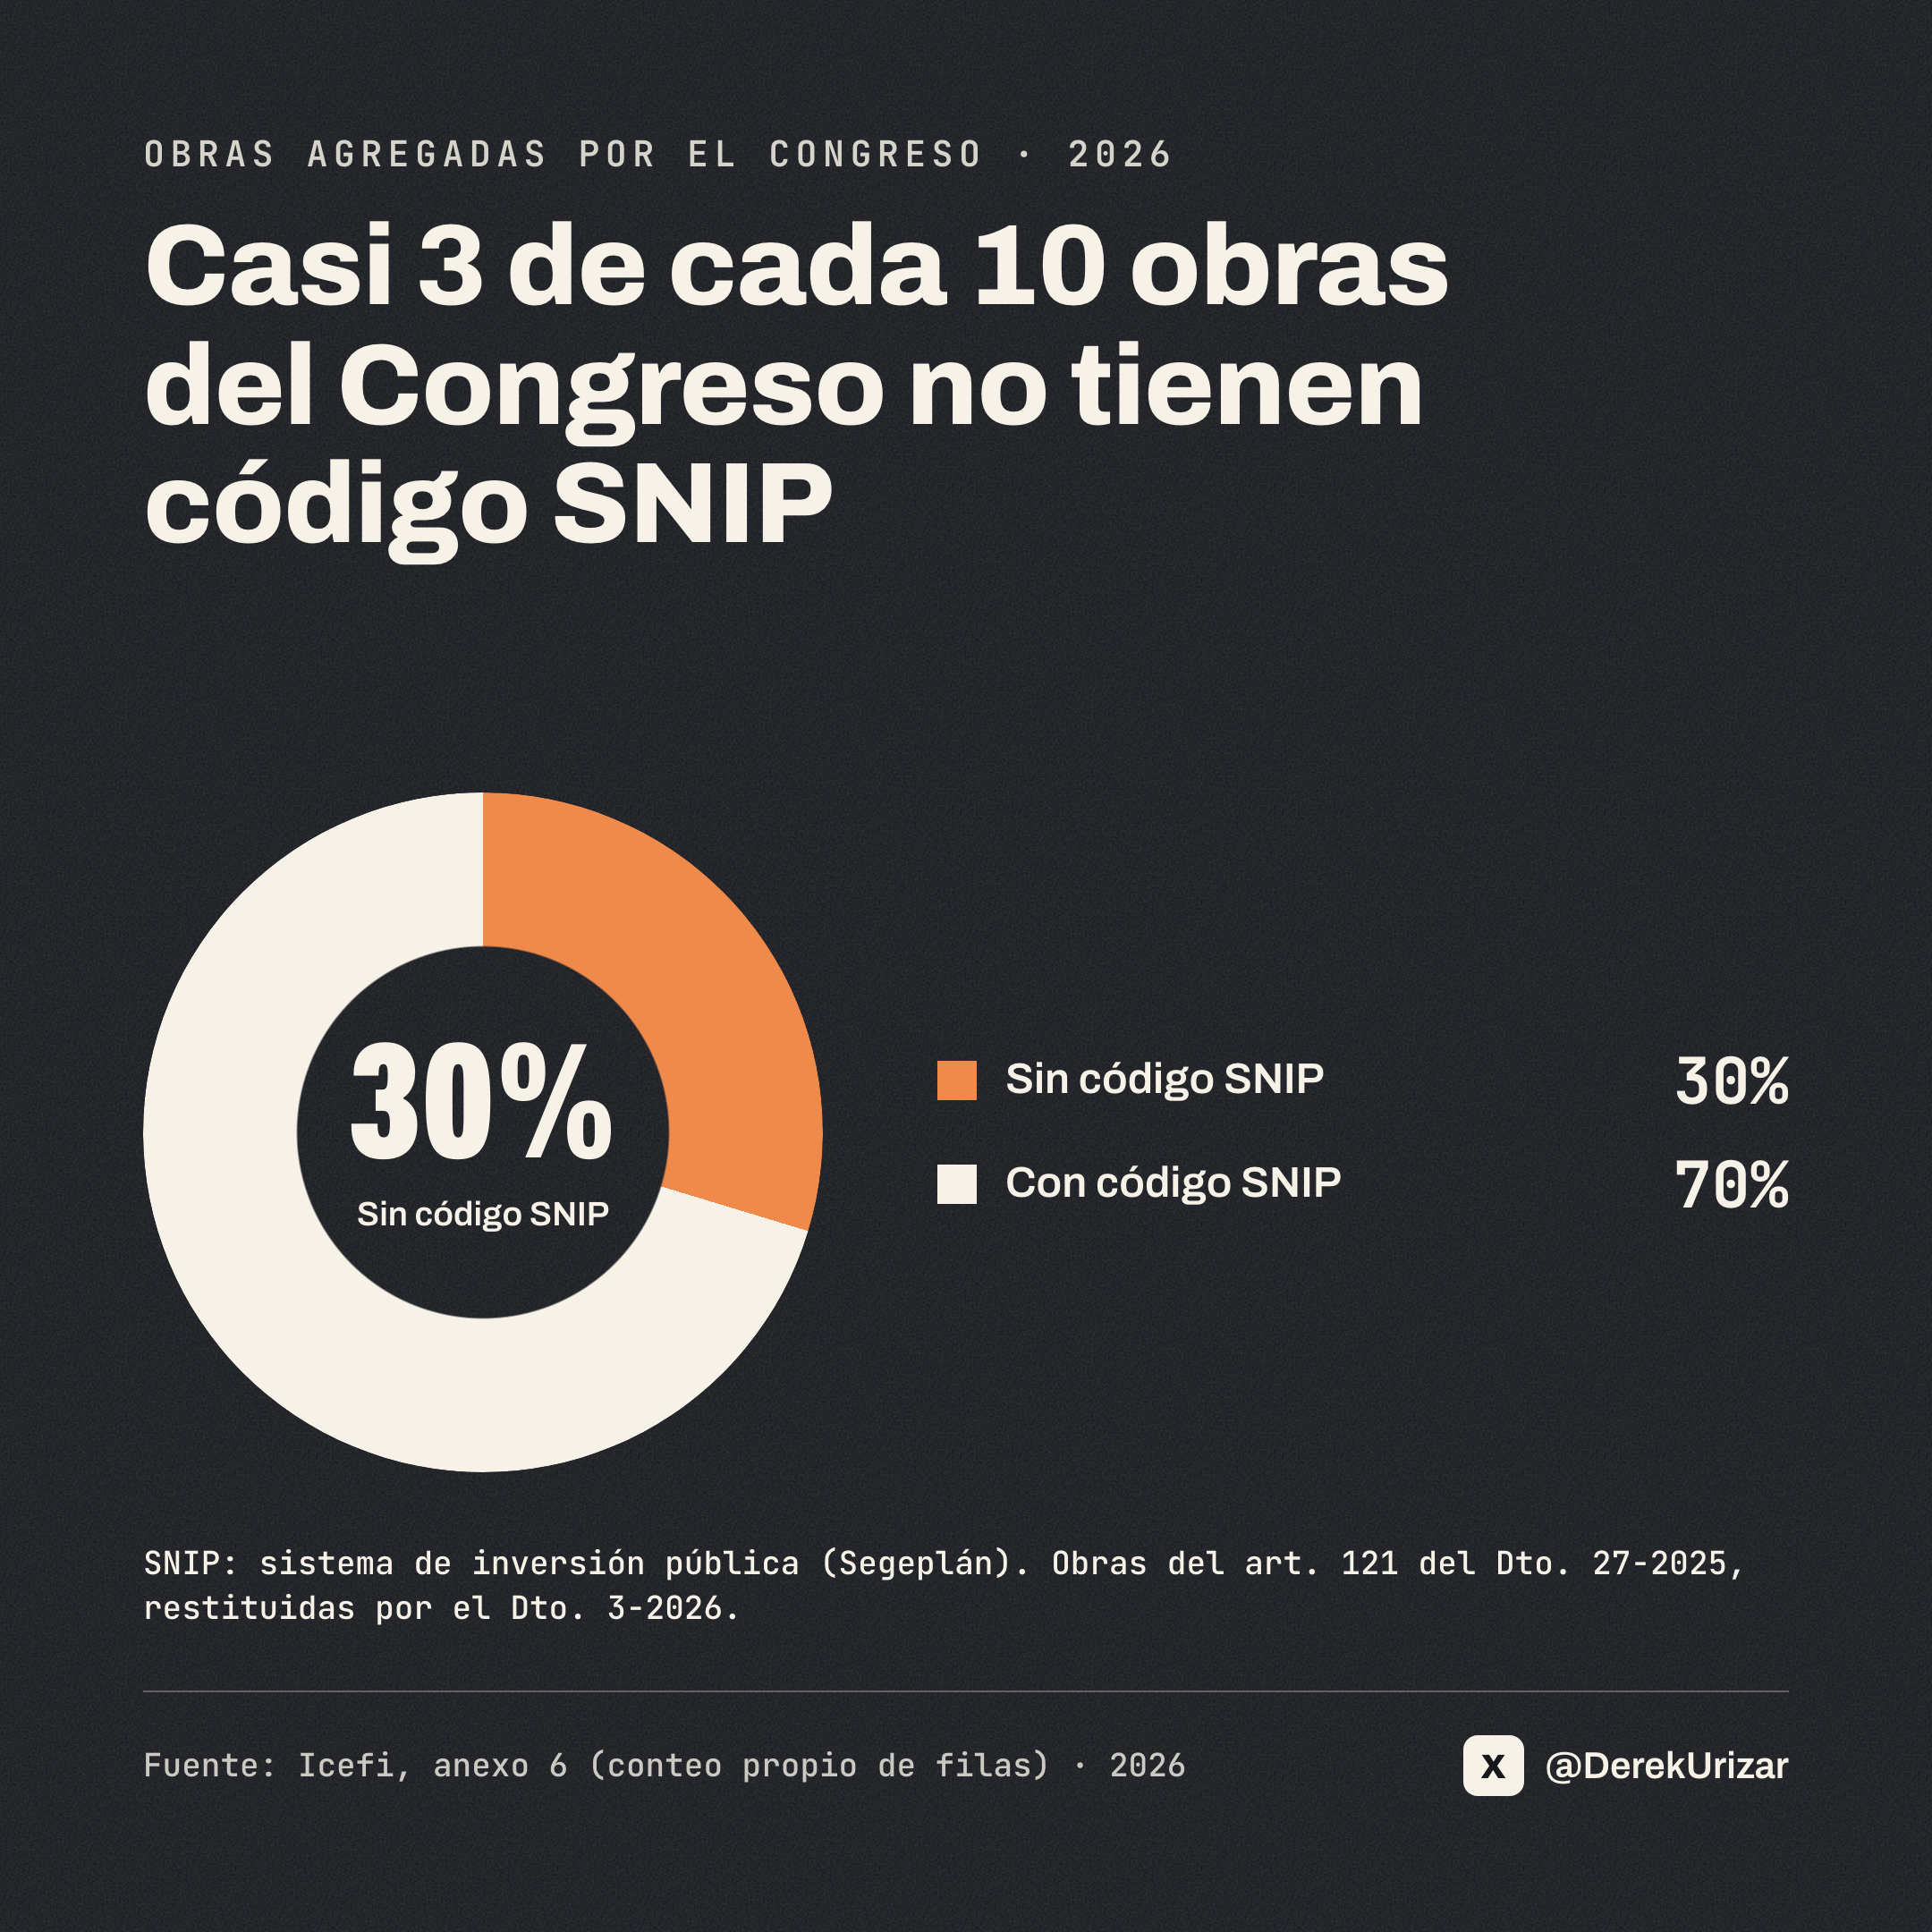 OBRAS AGREGADAS POR EL CONGRESO · 2026
Casi 3 de cada 10 obras
del Congreso no tienen
código SNIP
30%
Sin código SNIP
Sin código SNIP 30%
Con código SNIP 70%
SNIP: sistema de inversión pública (Segeplán). Obras del art. 121 del Dto. 27-2025,
restituidas por el Dto. 3-2026.
Fuente: Icefi, anexo 6 (conteo propio de filas) · 2026
X @DerekUrizar